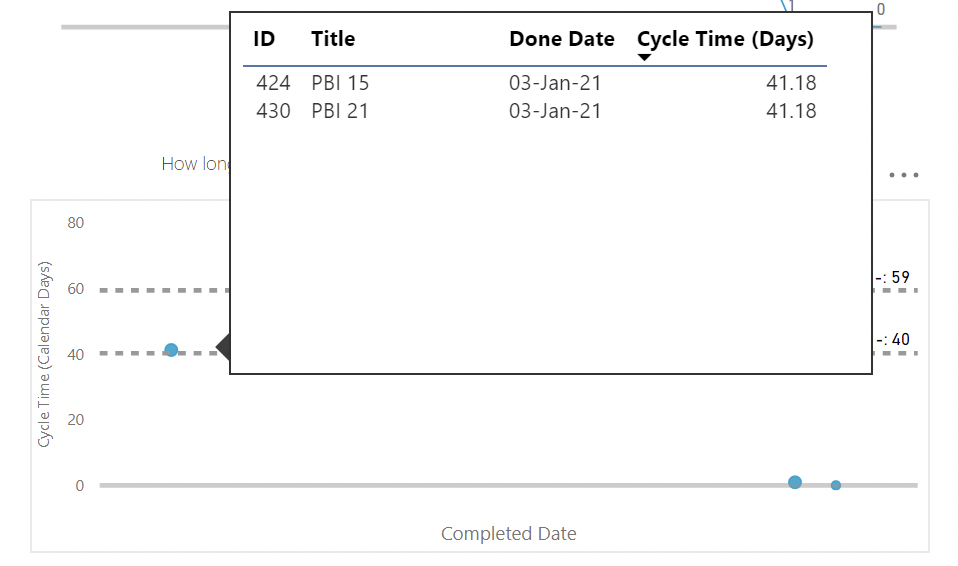 1
0
ID Title Done Date Cycle Time (Days)
424 PBI 15 03-Jan-21 41.18
430 PBI 21 03-Jan-21 41.18
How long
...
80
60
40
20
0
Cycle Time (Calendar Days)
-: 59
-: 40
Completed Date